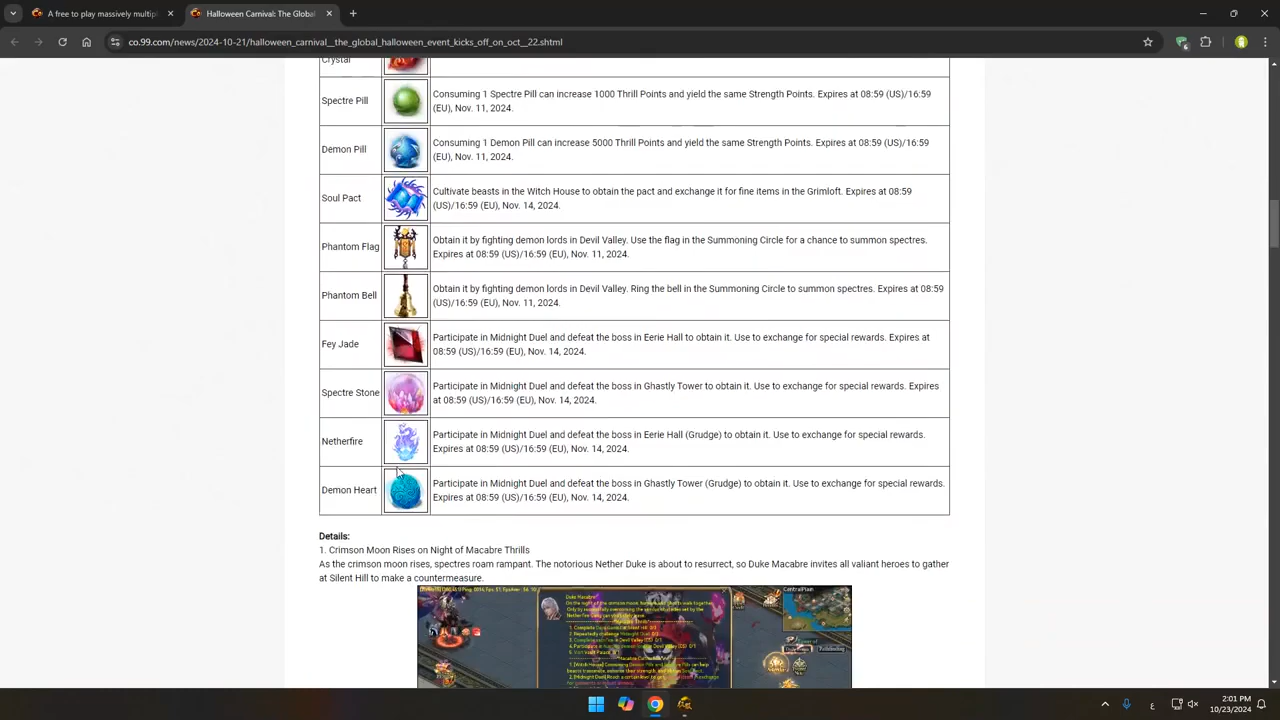 A free to play massively multipl
Halloween Carnival: The Global
co.99.com/news/2024-10-21/halloween_carnival__the_global_halloween_event_kicks_off_on_oct__22.shtml
Crystal
Spectre Pill
Consuming 1 Spectre Pill can increase 1000 Thrill Points and yield the same Strength Points. Expires at 08:59 (US)/16:59
(EU), Nov. 11, 2024.
Demon Pill
Consuming 1 Demon Pill can increase 5000 Thrill Points and yield the same Strength Points. Expires at 08:59 (US)/16:59
(EU), Nov. 11, 2024.
Soul Pact
Cultivate beasts in the Witch House to obtain the pact and exchange it for fine items in the Grimloft. Expires at 08:59
(US)/16:59 (EU), Nov. 14, 2024.
Phantom Flag
Obtain it by fighting demon lords in Devil Valley. Use the flag in the Summoning Circle for a chance to summon spectres.
Expires at 08:59 (US)/16:59 (EU), Nov. 11, 2024.
Phantom Bell
Obtain it by fighting demon lords in Devil Valley. Ring the bell in the Summoning Circle to summon spectres. Expires at 08:59
(US)/16:59 (EU), Nov. 11, 2024.
Fey Jade
Participate in Midnight Duel and defeat the boss in Eerie Hall to obtain it. Use to exchange for special rewards. Expires at
08:59 (US)/16:59 (EU), Nov. 14, 2024.
Spectre Stone
Participate in Midnight Duel and defeat the boss in Ghastly Tower to obtain it. Use to exchange for special rewards. Expires
at 08:59 (US)/16:59 (EU), Nov. 14, 2024.
Netherfire
Participate in Midnight Duel and defeat the boss in Eerie Hall (Grudge) to obtain it. Use to exchange for special rewards.
Expires at 08:59 (US)/16:59 (EU), Nov. 14, 2024.
Demon Heart
Participate in Midnight Duel and defeat the boss in Ghastly Tower (Grudge) to obtain it. Use to exchange for special rewards.
Expires at 08:59 (US)/16:59 (EU), Nov. 14, 2024.
Details:
1. Crimson Moon Rises on Night of Macabre Thrills
As the crimson moon rises, spectres roam rampant. The notorious Nether Duke is about to resurrect, so Duke Macabre invites all valiant heroes to gather
at Silent Hill to make a countermeasure.
Duke Macabre
CentralPlain
ع
2:01 PM
10/23/2024